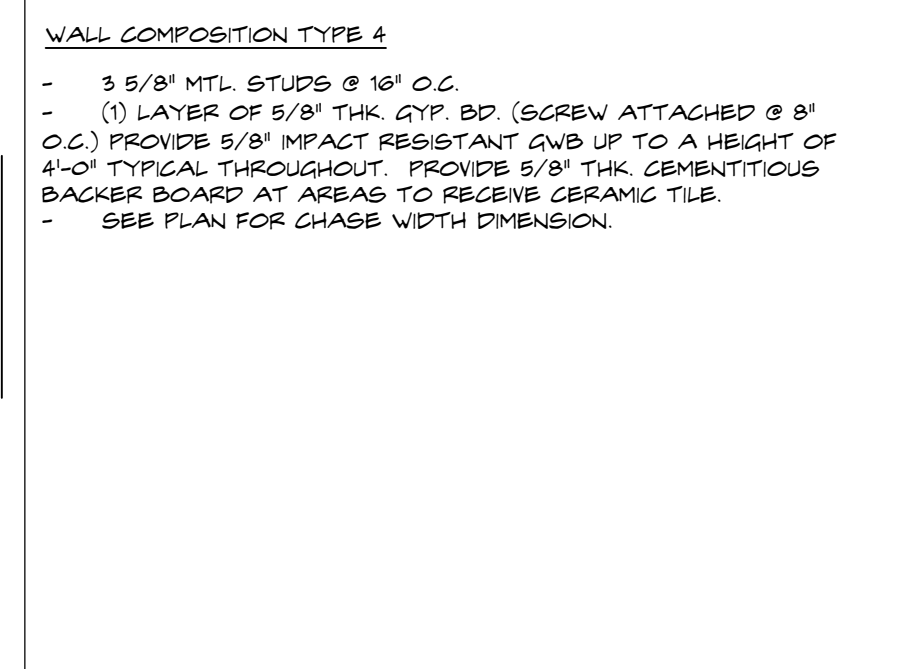 WALL COMPOSITION TYPE 4
- 3 5/8" MTL. STUDS @ 16" O.C.
- (1) LAYER OF 5/8" THK. GYP. BD. (SCREW ATTACHED @ 8"
O.C.) PROVIDE 5/8" IMPACT RESISTANT GWB UP TO A HEIGHT OF
4'-0" TYPICAL THROUGHOUT. PROVIDE 5/8" THK. CEMENTITIOUS
BACKER BOARD AT AREAS TO RECEIVE CERAMIC TILE.
- SEE PLAN FOR CHASE WIDTH DIMENSION.